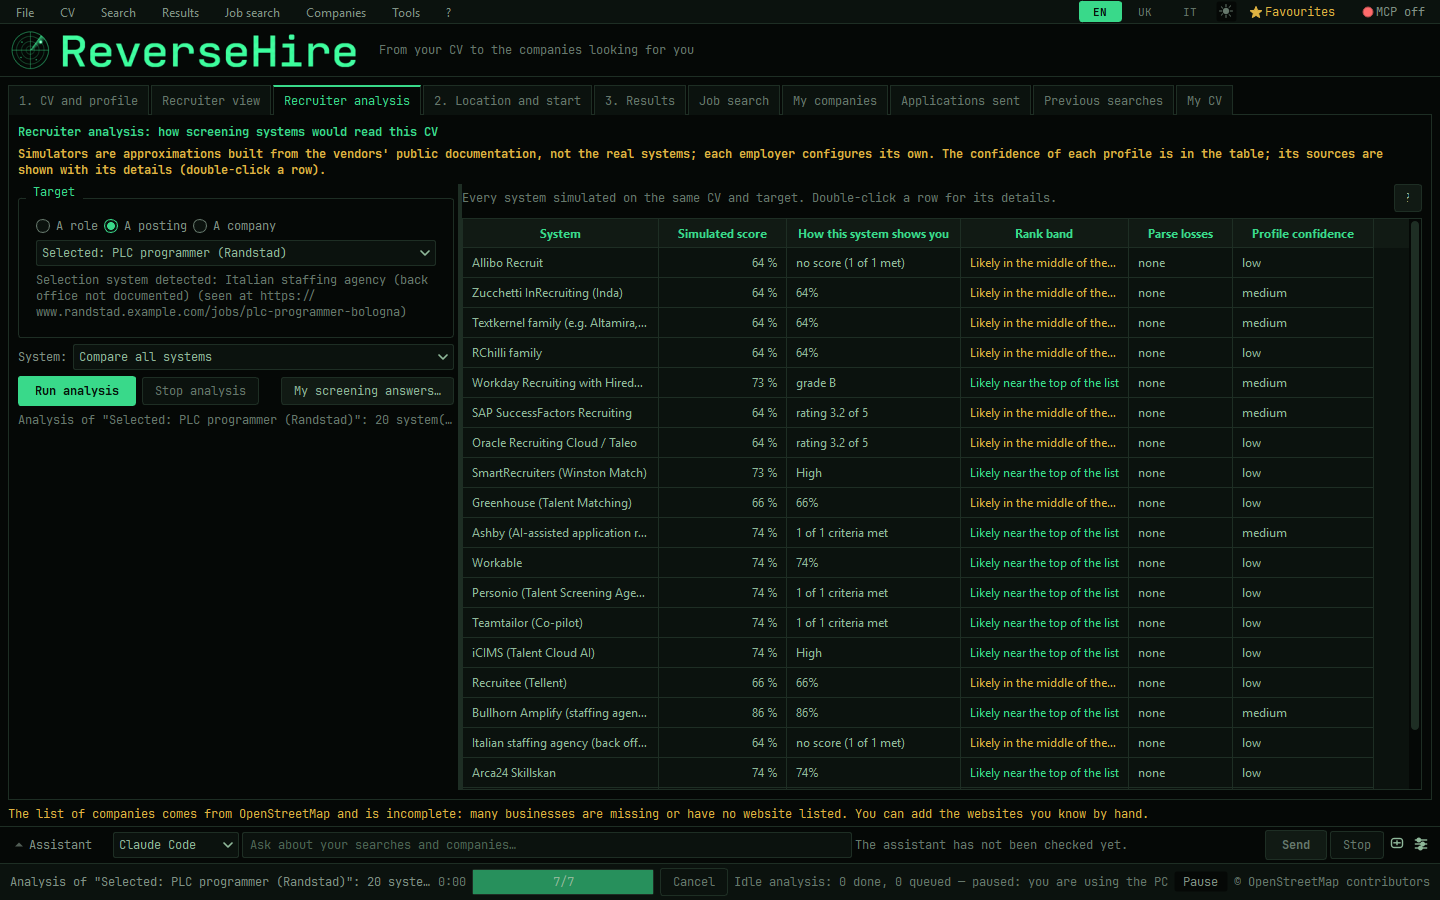 File CV Search Results Job search Companies Tools ? EN UK IT Favourites MCP off
ReverseHire From your CV to the companies looking for you
1. CV and profile Recruiter view Recruiter analysis 2. Location and start 3. Results Job search My companies Applications sent Previous searches My CV
Recruiter analysis: how screening systems would read this CV
Simulators are approximations built from the vendors' public documentation, not the real systems; each employer configures its own. The confidence of each profile is in the table; its sources are
shown with its details (double-click a row).
Target
A role A posting A company
Selected: PLC programmer (Randstad)
Selection system detected: Italian staffing agency (back
office not documented) (seen at https://
www.randstad.example.com/jobs/plc-programmer-bologna)
System: Compare all systems
Run analysis Stop analysis My screening answers…
Analysis of "Selected: PLC programmer (Randstad)": 20 system(…
Every system simulated on the same CV and target. Double-click a row for its details. ?
System Simulated score How this system shows you Rank band Parse losses Profile confidence
Allibo Recruit 64 % no score (1 of 1 met) Likely in the middle of the... none low
Zucchetti InRecruiting (Inda) 64 % 64% Likely in the middle of the... none medium
Textkernel family (e.g. Altamira,... 64 % 64% Likely in the middle of the... none medium
RChilli family 64 % 64% Likely in the middle of the... none low
Workday Recruiting with Hired... 73 % grade B Likely near the top of the list none medium
SAP SuccessFactors Recruiting 64 % rating 3.2 of 5 Likely in the middle of the... none medium
Oracle Recruiting Cloud / Taleo 64 % rating 3.2 of 5 Likely in the middle of the... none low
SmartRecruiters (Winston Match) 73 % High Likely near the top of the list none low
Greenhouse (Talent Matching) 66 % 66% Likely in the middle of the... none low
Ashby (AI-assisted application r... 74 % 1 of 1 criteria met Likely near the top of the list none medium
Workable 74 % 74% Likely near the top of the list none low
Personio (Talent Screening Age... 74 % 1 of 1 criteria met Likely near the top of the list none low
Teamtailor (Co-pilot) 74 % 1 of 1 criteria met Likely near the top of the list none low
iCIMS (Talent Cloud AI) 74 % High Likely near the top of the list none low
Recruitee (Tellent) 66 % 66% Likely in the middle of the... none low
Bullhorn Amplify (staffing agen... 86 % 86% Likely near the top of the list none medium
Italian staffing agency (back off... 64 % no score (1 of 1 met) Likely in the middle of the... none low
Arca24 Skillskan 74 % 74% Likely near the top of the list none low
The list of companies comes from OpenStreetMap and is incomplete: many businesses are missing or have no website listed. You can add the websites you know by hand.
Assistant Claude Code Ask about your searches and companies… The assistant has not been checked yet. Send Stop
Analysis of "Selected: PLC programmer (Randstad)": 20 syste… 0:00 7/7 Cancel Idle analysis: 0 done, 0 queued — paused: you are using the PC Pause © OpenStreetMap contributors